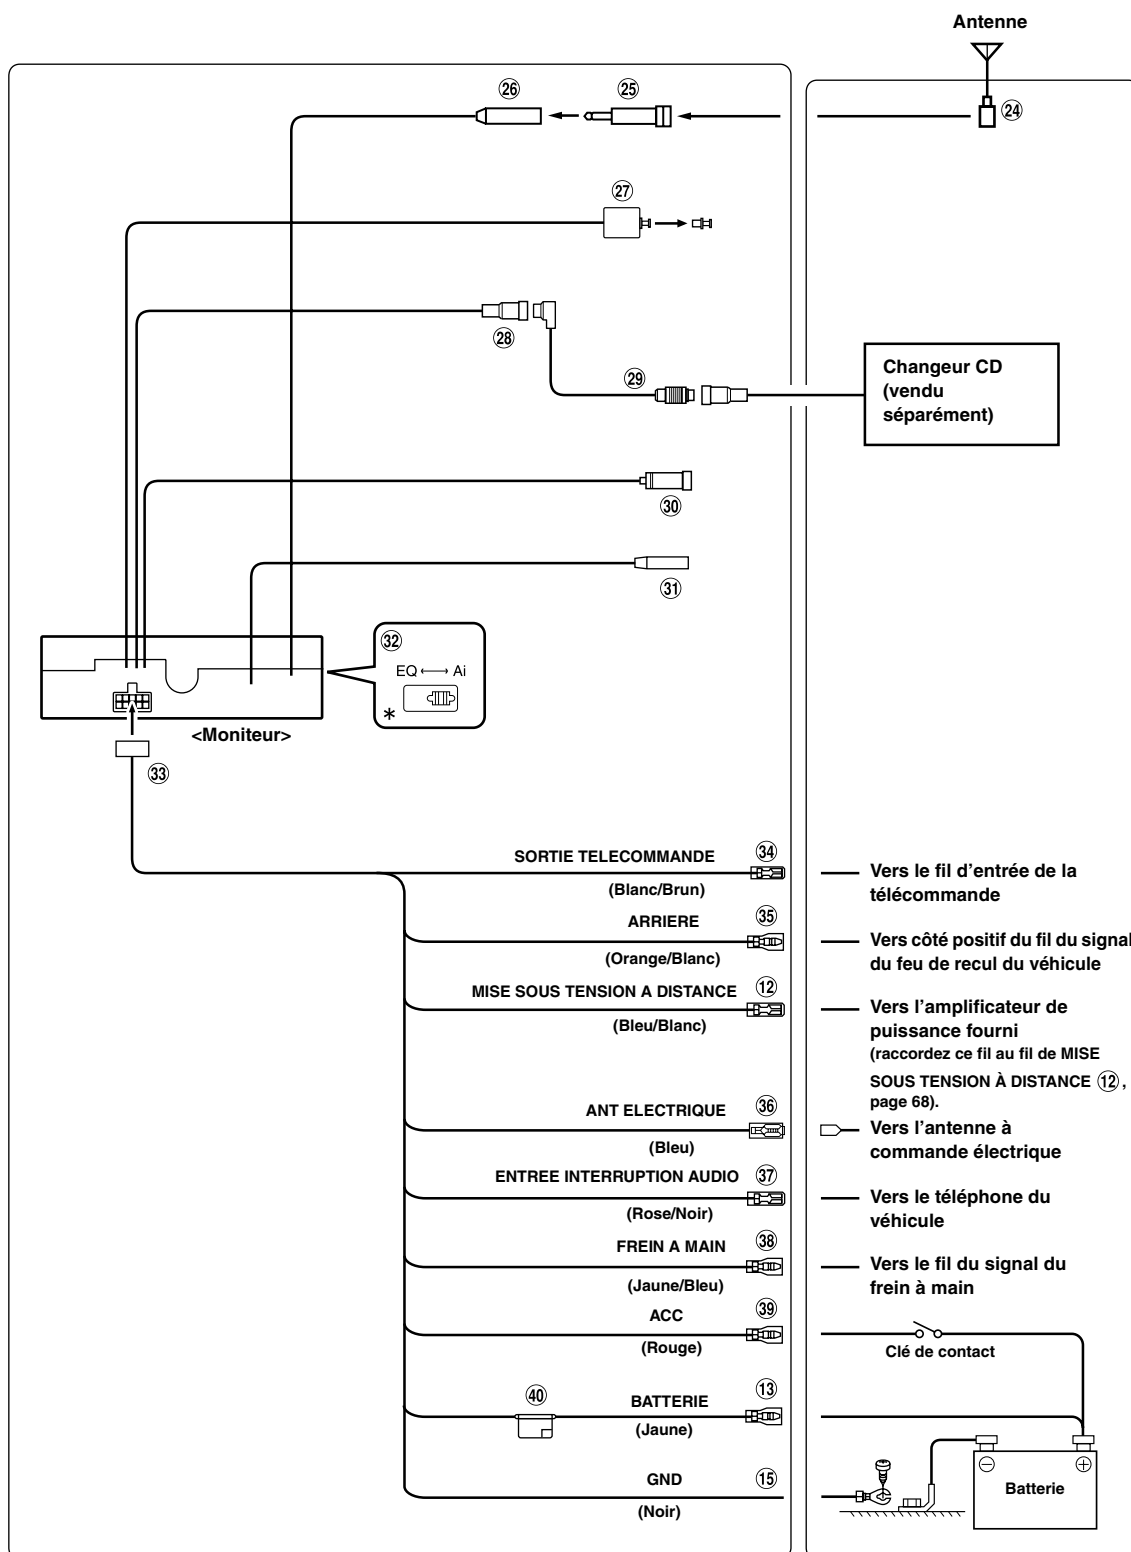 Antenne
26
25
24
27
28
29
Changeur CD
(vendu
séparément)
30
31
32
EQ ⟷ Ai
*
<Moniteur>
33
SORTIE TELECOMMANDE 34
(Blanc/Brun)
Vers le fil d'entrée de la
télécommande
ARRIERE 35
(Orange/Blanc)
Vers côté positif du fil du signal
du feu de recul du véhicule
MISE SOUS TENSION A DISTANCE 12
(Bleu/Blanc)
Vers l'amplificateur de
puissance fourni
(raccordez ce fil au fil de MISE
SOUS TENSION À DISTANCE 12 ,
page 68).
ANT ELECTRIQUE 36
(Bleu)
Vers l'antenne à
commande électrique
ENTREE INTERRUPTION AUDIO 37
(Rose/Noir)
Vers le téléphone du
véhicule
FREIN A MAIN 38
(Jaune/Bleu)
Vers le fil du signal du
frein à main
ACC 39
(Rouge)
Clé de contact
40
BATTERIE 13
(Jaune)
GND 15
(Noir)
Batterie